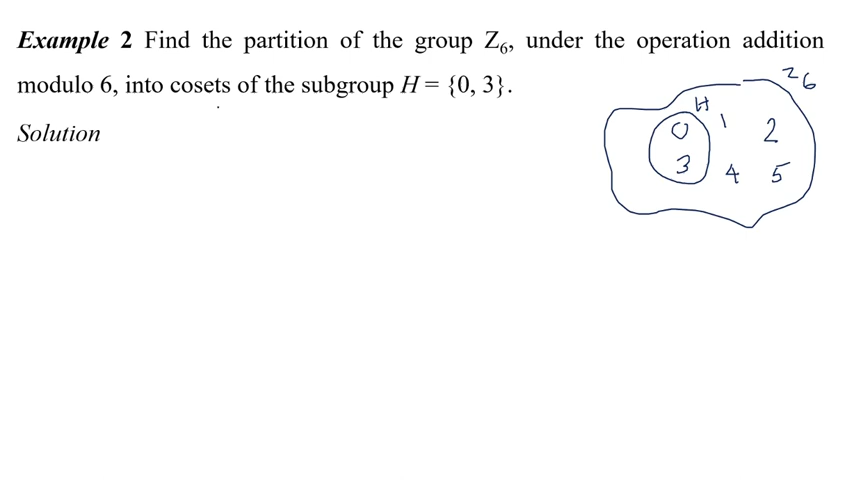 Example 2 Find the partition of the group Z₆, under the operation addition
modulo 6, into cosets of the subgroup H = {0, 3}.
Solution
Z6
H
0 1 2
3 4 5